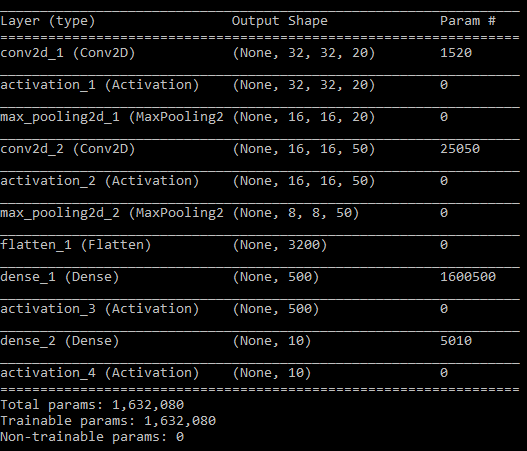 Layer (type) Output Shape Param #
conv2d_1 (Conv2D) (None, 32, 32, 20) 1520
activation_1 (Activation) (None, 32, 32, 20) 0
max_pooling2d_1 (MaxPooling2 (None, 16, 16, 20) 0
conv2d_2 (Conv2D) (None, 16, 16, 50) 25050
activation_2 (Activation) (None, 16, 16, 50) 0
max_pooling2d_2 (MaxPooling2 (None, 8, 8, 50) 0
flatten_1 (Flatten) (None, 3200) 0
dense_1 (Dense) (None, 500) 1600500
activation_3 (Activation) (None, 500) 0
dense_2 (Dense) (None, 10) 5010
activation_4 (Activation) (None, 10) 0
Total params: 1,632,080
Trainable params: 1,632,080
Non-trainable params: 0